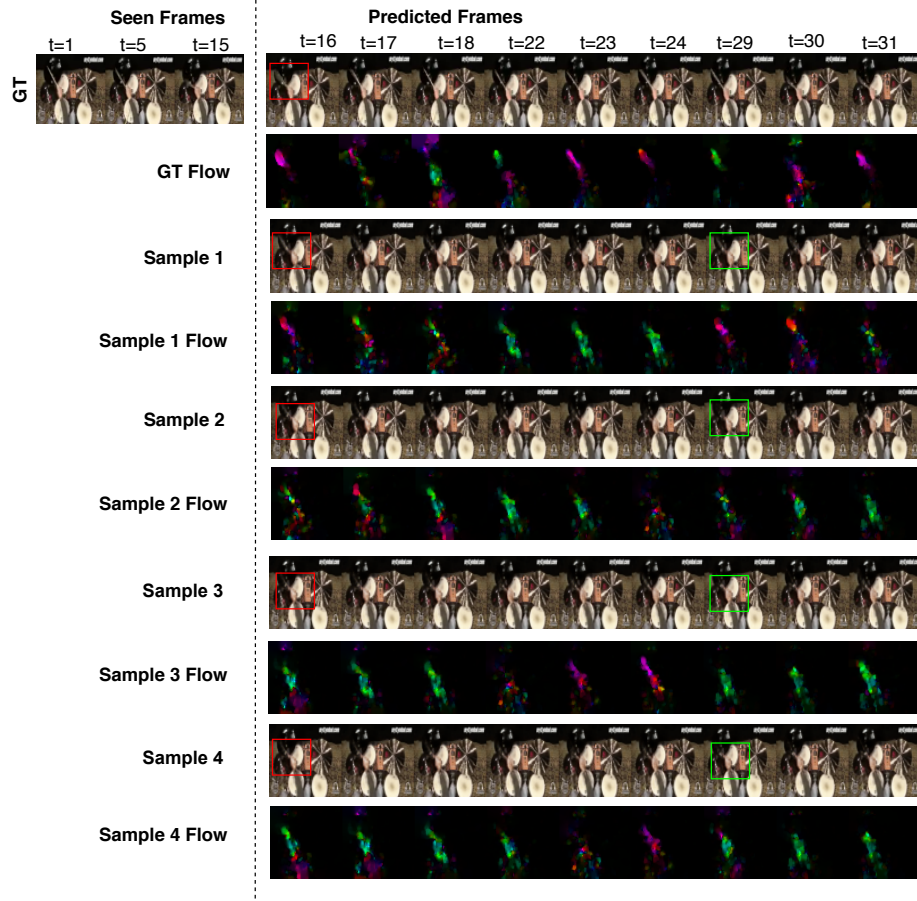 Seen Frames
Predicted Frames
t=1 t=5 t=15 t=16 t=17 t=18 t=22 t=23 t=24 t=29 t=30 t=31
GT
GT Flow
Sample 1
Sample 1 Flow
Sample 2
Sample 2 Flow
Sample 3
Sample 3 Flow
Sample 4
Sample 4 Flow